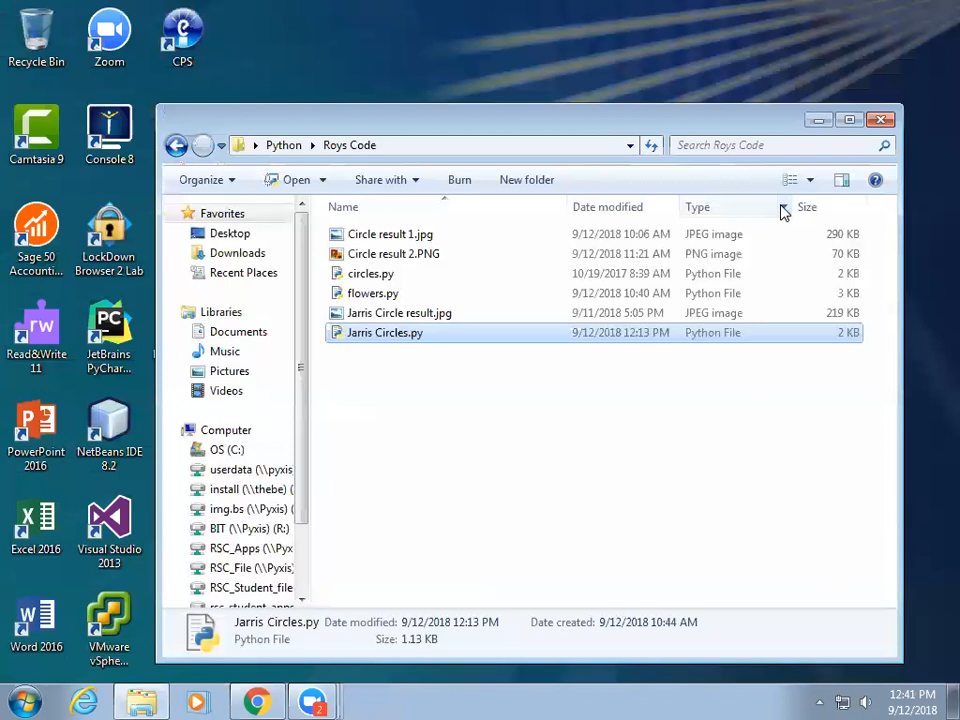 Recycle Bin
Zoom
CPS
Camtasia 9
Console 8
Sage 50
Accounti...
LockDown
Browser 2 Lab
rw
Read&Write
11
PC
JetBrains
PyChar...
PowerPoint
2016
NetBeans IDE
8.2
Excel 2016
Visual Studio
2013
Word 2016
VMware
vSphe...
Python
Roys Code
Search Roys Code
Organize
Open
Share with
Burn
New folder
Favorites
Desktop
Downloads
Recent Places
Libraries
Documents
Music
Pictures
Videos
Computer
OS (C:)
userdata (\\pyxis
install (\\thebe) (
img.bs (\\Pyxis) (
BIT (\\Pyxis) (R:)
RSC_Apps (\\Pyx
RSC_File (\\Pyxis
RSC_Student_file
rsc_student_apps
Name Date modified Type Size
Circle result 1.jpg 9/12/2018 10:06 AM JPEG image 290 KB
Circle result 2.PNG 9/12/2018 11:21 AM PNG image 70 KB
circles.py 10/19/2017 8:39 AM Python File 2 KB
flowers.py 9/12/2018 10:40 AM Python File 3 KB
Jarris Circle result.jpg 9/11/2018 5:05 PM JPEG image 219 KB
Jarris Circles.py 9/12/2018 12:13 PM Python File 2 KB
Jarris Circles.py Date modified: 9/12/2018 12:13 PM Date created: 9/12/2018 10:44 AM
Python File Size: 1.13 KB
2
12:41 PM
9/12/2018